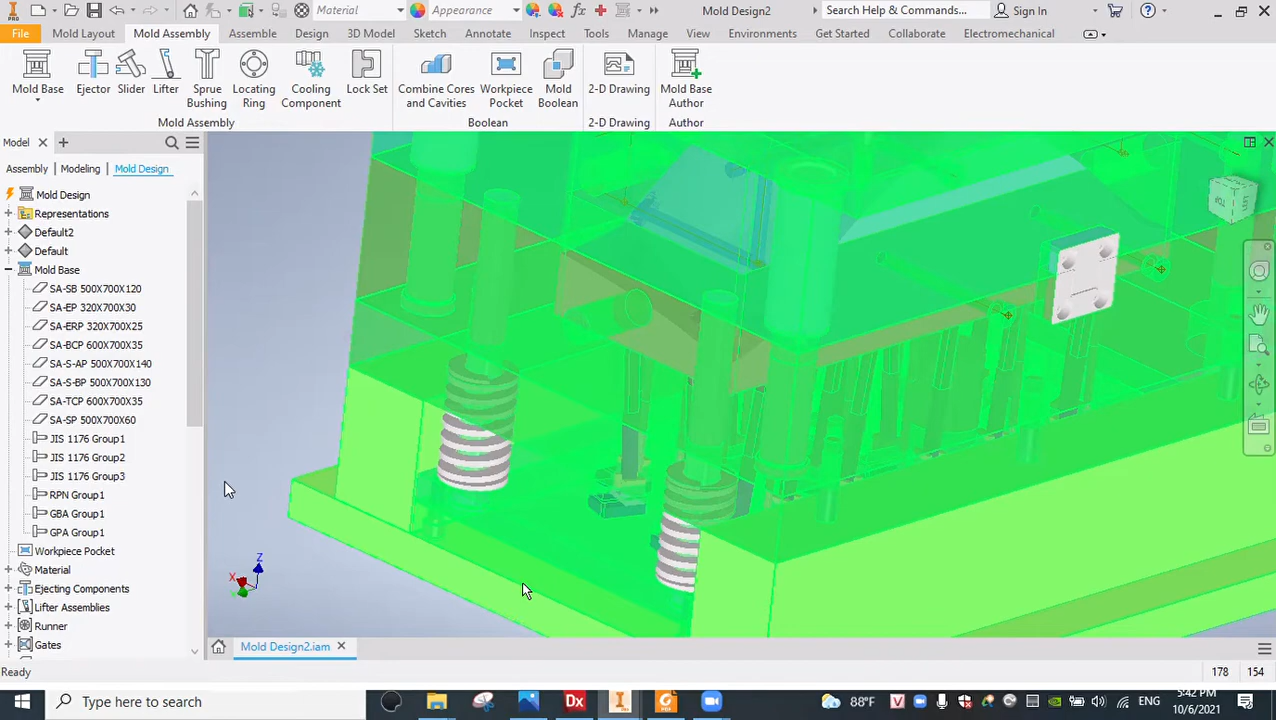 Material
Appearance
Mold Design2
Search Help & Commands...
Sign In
File
Mold Layout
Mold Assembly
Assemble
Design
3D Model
Sketch
Annotate
Inspect
Tools
Manage
View
Environments
Get Started
Collaborate
Electromechanical
Mold Base
Ejector
Slider
Lifter
Sprue Bushing
Locating Ring
Cooling Component
Lock Set
Combine Cores and Cavities
Workpiece Pocket
Mold Boolean
2-D Drawing
Mold Base Author
Mold Assembly
Boolean
2-D Drawing
Author
Model
Assembly
Modeling
Mold Design
Mold Design
Representations
Default2
Default
Mold Base
SA-SB 500X700X120
SA-EP 320X700X30
SA-ERP 320X700X25
SA-BCP 600X700X35
SA-S-AP 500X700X140
SA-S-BP 500X700X130
SA-TCP 600X700X35
SA-SP 500X700X60
JIS 1176 Group1
JIS 1176 Group2
JIS 1176 Group3
RPN Group1
GBA Group1
GPA Group1
Workpiece Pocket
Material
Ejecting Components
Lifter Assemblies
Runner
Gates
Z
X
Mold Design2.iam
Ready
178
154
Type here to search
88°F
ENG
5:42 PM
10/6/2021